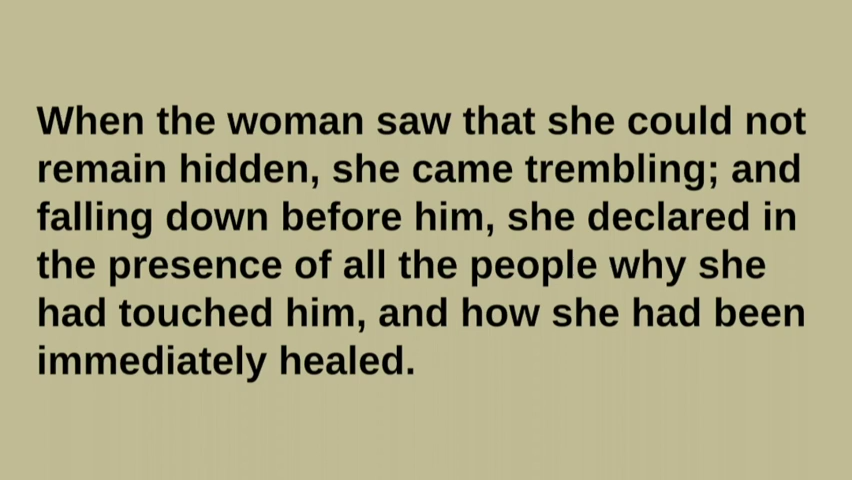 When the woman saw that she could not
remain hidden, she came trembling; and
falling down before him, she declared in
the presence of all the people why she
had touched him, and how she had been
immediately healed.